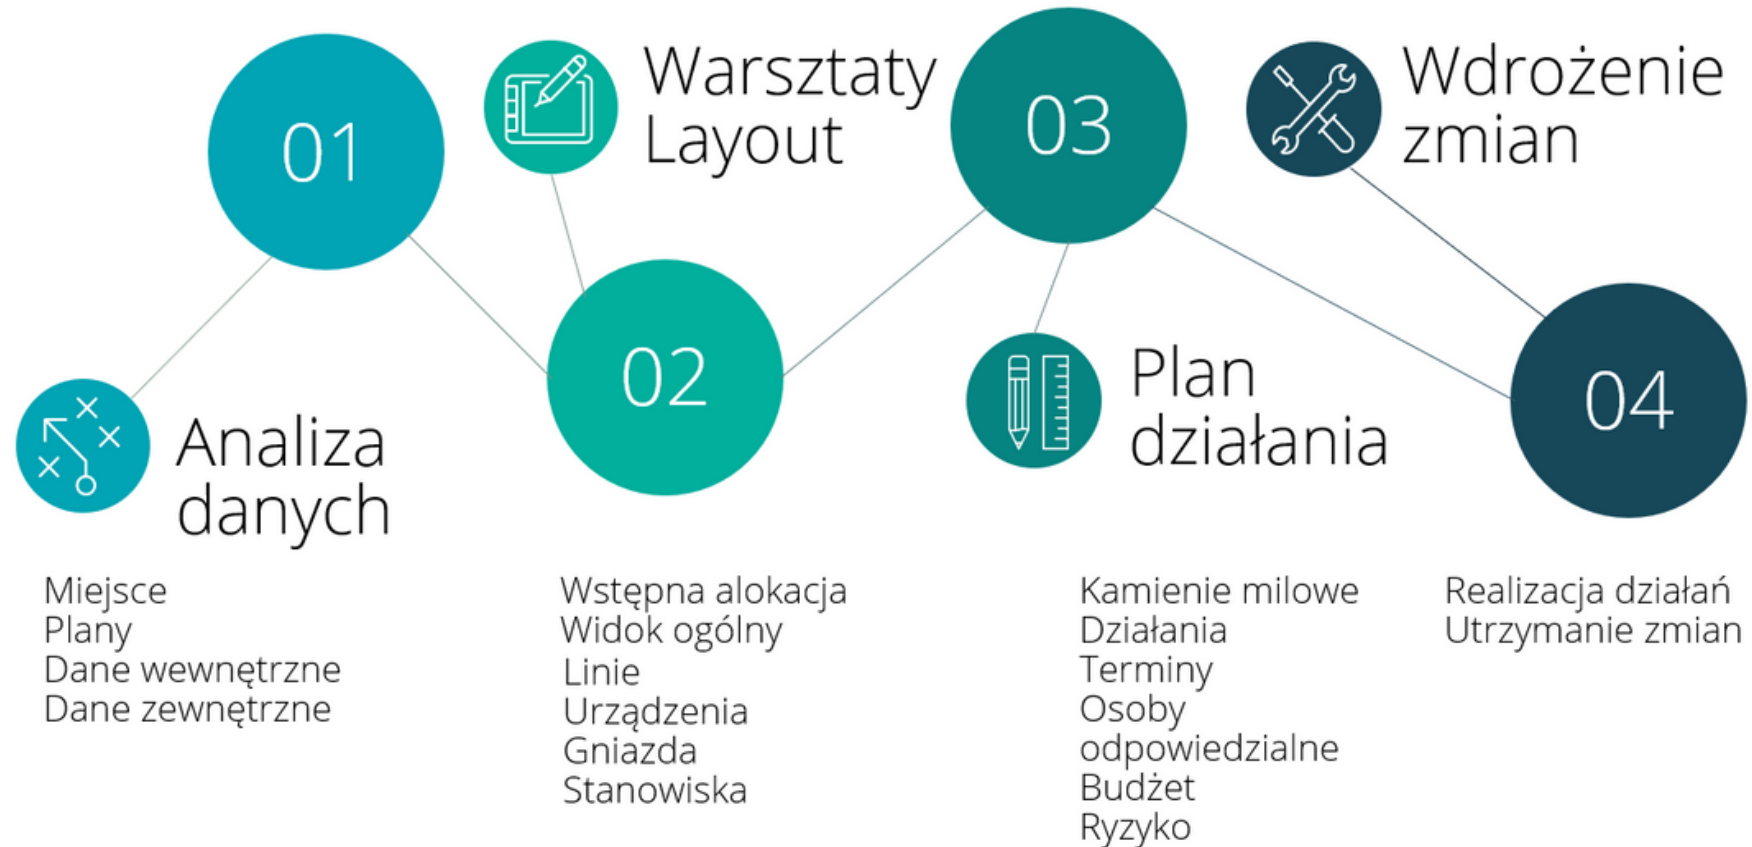 01
Analiza
danych
Miejsce
Plany
Dane wewnętrzne
Dane zewnętrzne
02
Warsztaty
Layout
Wstępna alokacja
Widok ogólny
Linie
Urządzenia
Gniazda
Stanowiska
03
Plan
działania
Kamienie milowe
Działania
Terminy
Osoby
odpowiedzialne
Budżet
Ryzyko
04
Wdrożenie
zmian
Realizacja działań
Utrzymanie zmian